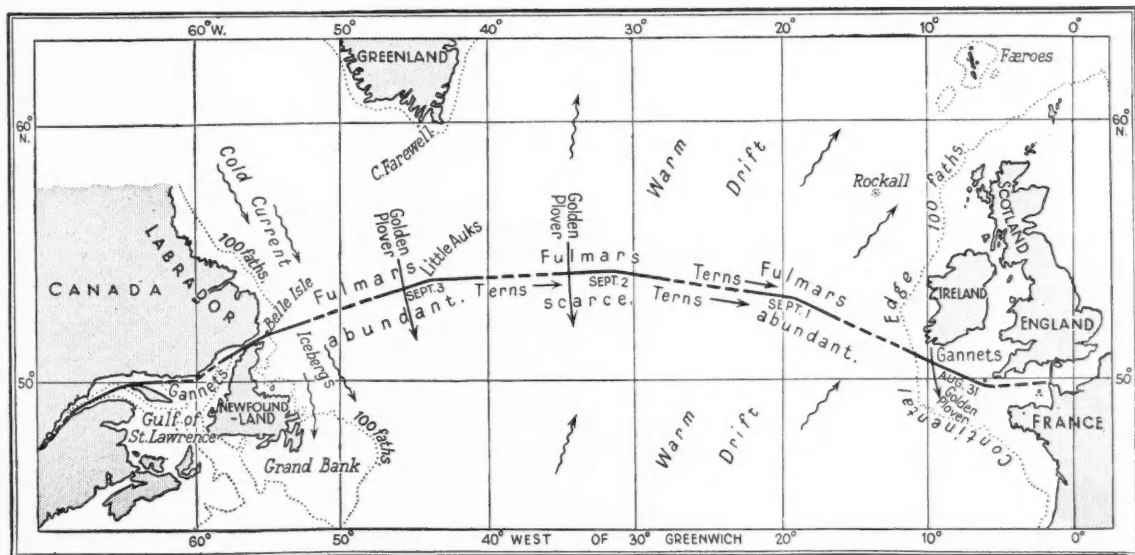 60° W.
50°
40°
30°
20°
10°
0°
GREENLAND
Færoes
60° N.
60° N.
C. Farewell
Cold Current
Warm Drift
Rockall
100 faths.
SCOTLAND
LABRADOR
100 faths.
Golden Plover
Little Auks
Golden Plover
Fulmars
Fulmars
Terns
Fulmars
CANADA
Belle Isle
SEPT. 3
SEPT. 2
SEPT. 1
abundant.
Terns
scarce.
Terns
abundant.
Edge
IRELAND
ENGLAND
Icebergs
Gannets
Gannets
50°
50°
AUG. 31
Golden Plover
NEWFOUND-
LAND
Gulf of
St. Lawrence
100 faths
Grand Bank
Warm Drift
Continental
FRANCE
60°
50°
40° WEST OF 30° GREENWICH
20°
10°
0°